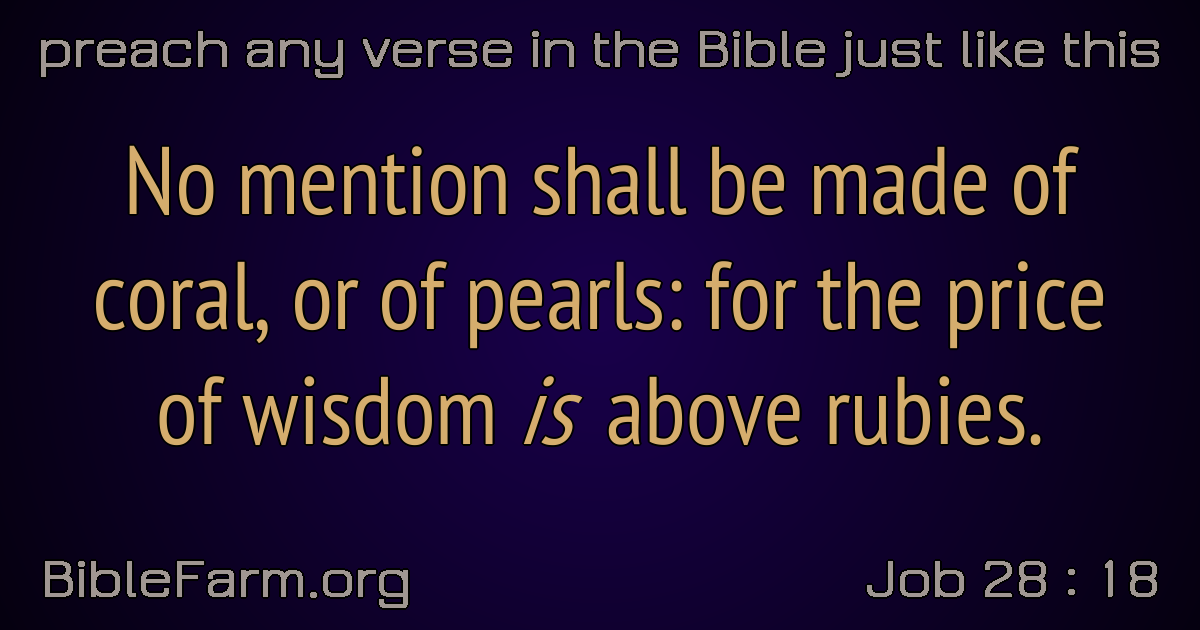 preach any verse in the Bible just like this
No mention shall be made of
coral, or of pearls: for the price
of wisdom is above rubies.
BibleFarm.org
Job 28 : 18